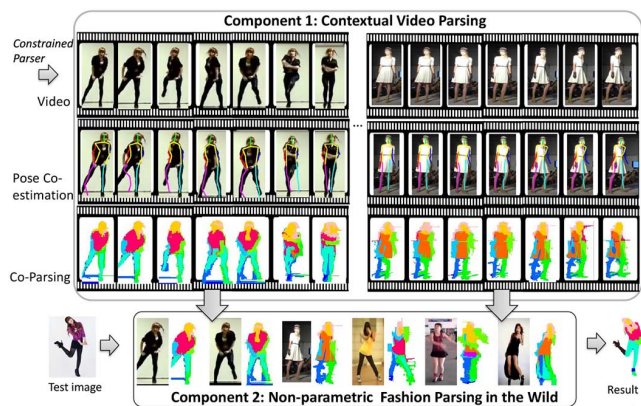 Component 1: Contextual Video Parsing
Constrained
Parser
Video
...
Pose Co-
estimation
Co-Parsing
Test image
Component 2: Non-parametric Fashion Parsing in the Wild
Result